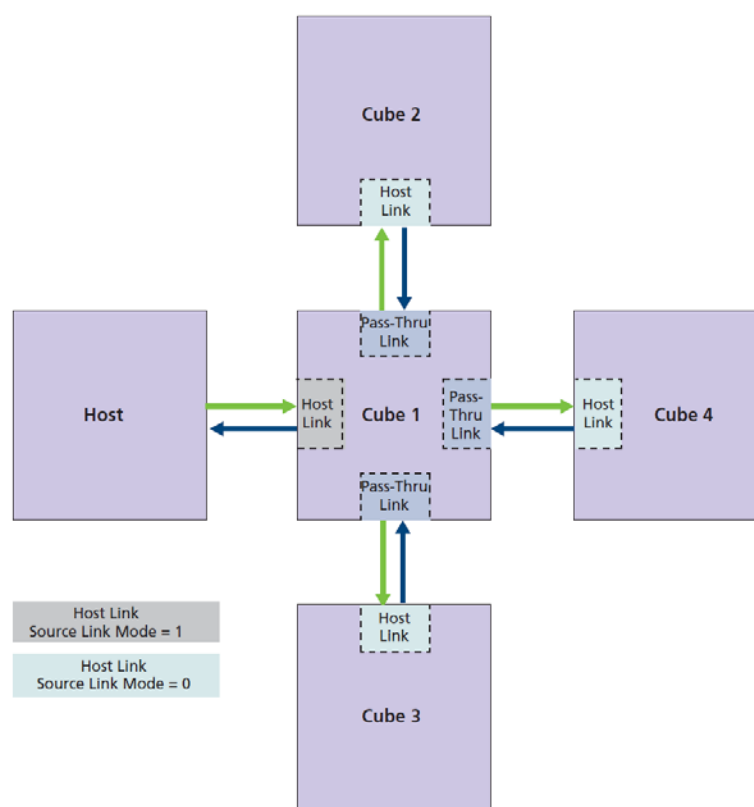 Cube 2
Host
Link
Pass-Thru
Link
Host
Host
Link
Cube 1
Pass-
Thru
Link
Host
Link
Cube 4
Pass-Thru
Link
Host Link
Source Link Mode = 1
Host
Link
Host Link
Source Link Mode = 0
Cube 3